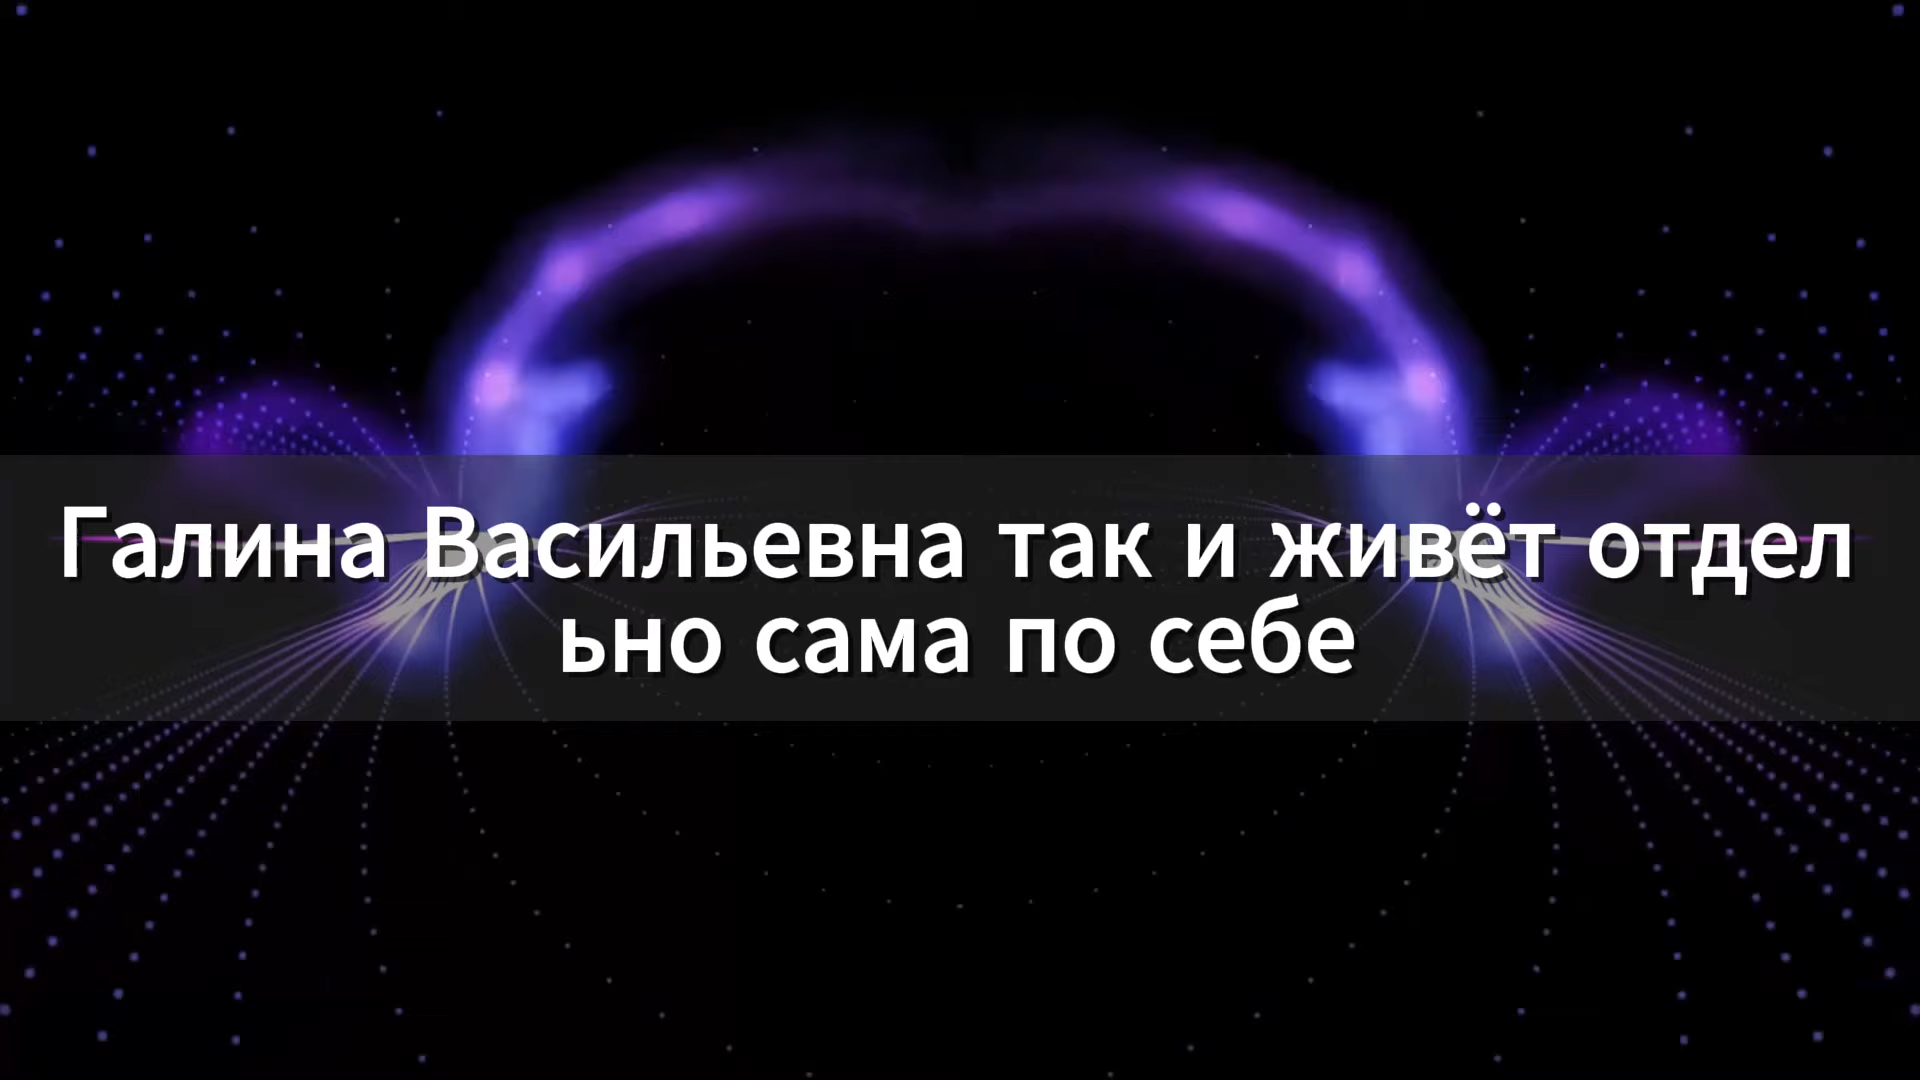 Галина Васильевна так и живёт отдел
ьно сама по себе